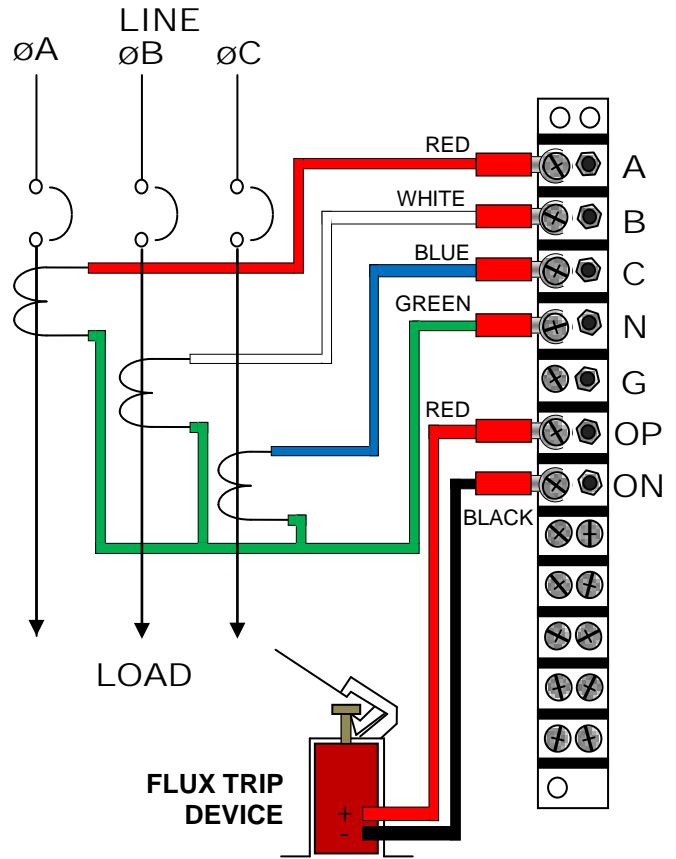 LINE
øA
øB
øC
RED
A
WHITE
B
BLUE
C
GREEN
N
G
RED
OP
ON
BLACK
LOAD
FLUX TRIP
DEVICE
+
-